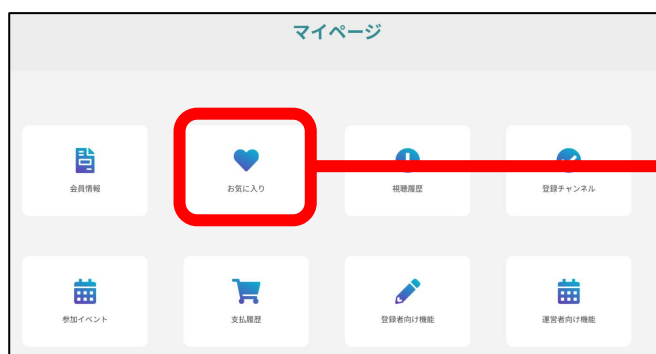 マイページ
会員情報
お気に入り
視聴履歴
登録チャンネル
参加イベント
支払履歴
登録者向け機能
運営者向け機能